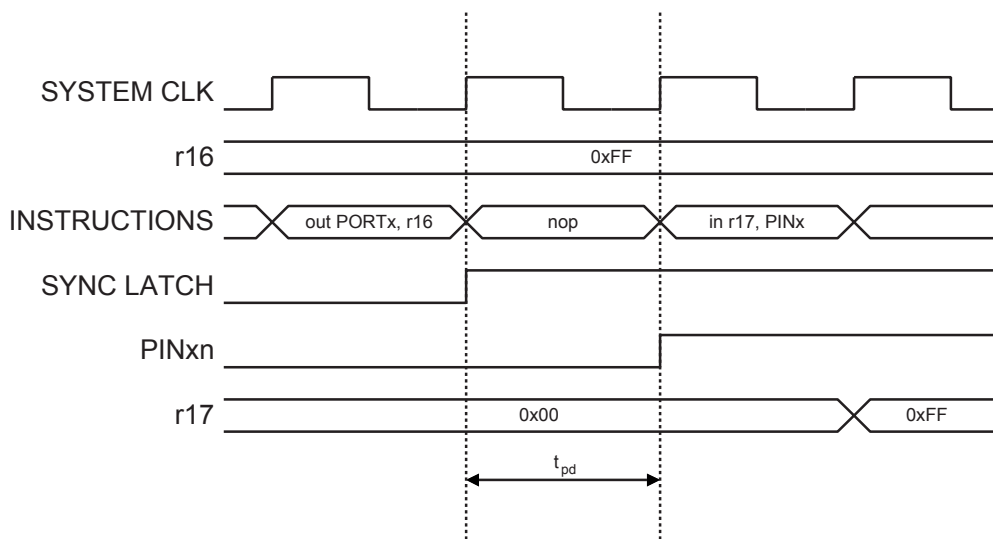 SYSTEM CLK
r16
0xFF
INSTRUCTIONS
out PORTx, r16
nop
in r17, PINx
SYNC LATCH
PINxn
r17
0x00
0xFF
tpd